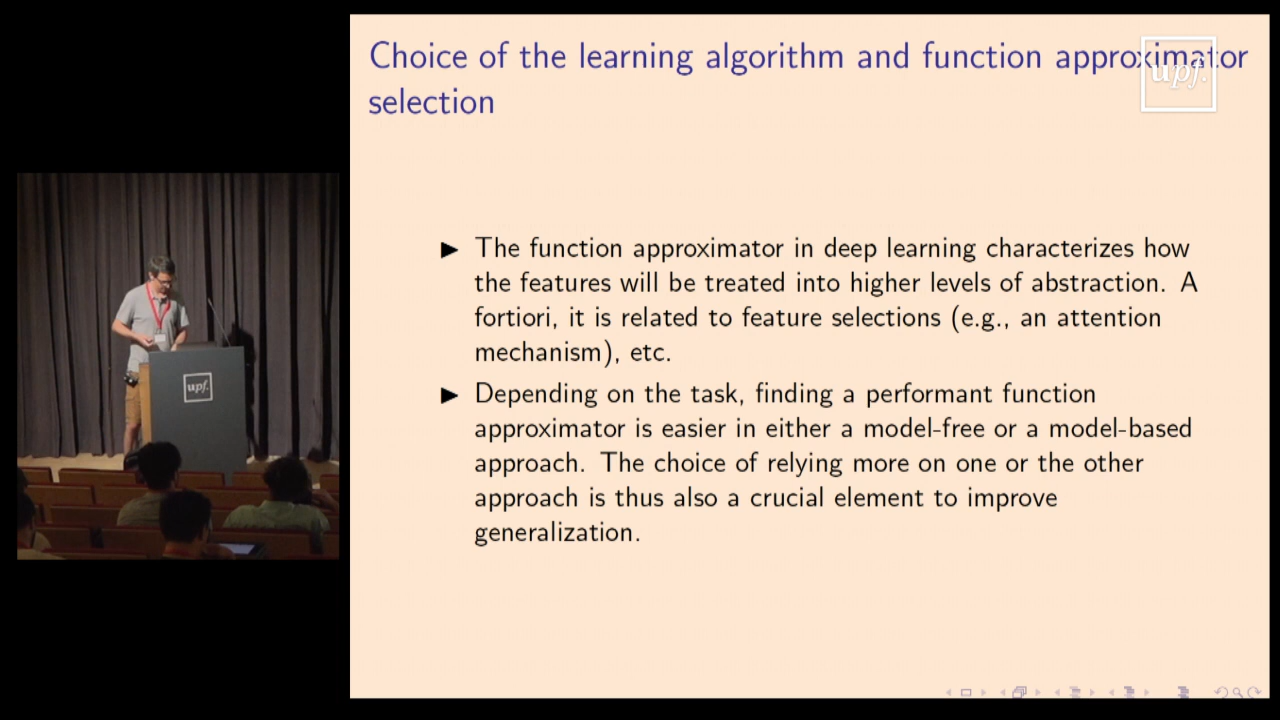 Choice of the learning algorithm and function approximator
selection
upf.
► The function approximator in deep learning characterizes how
the features will be treated into higher levels of abstraction. A
fortiori, it is related to feature selections (e.g., an attention
mechanism), etc.
► Depending on the task, finding a performant function
approximator is easier in either a model-free or a model-based
approach. The choice of relying more on one or the other
approach is thus also a crucial element to improve
generalization.
upf.